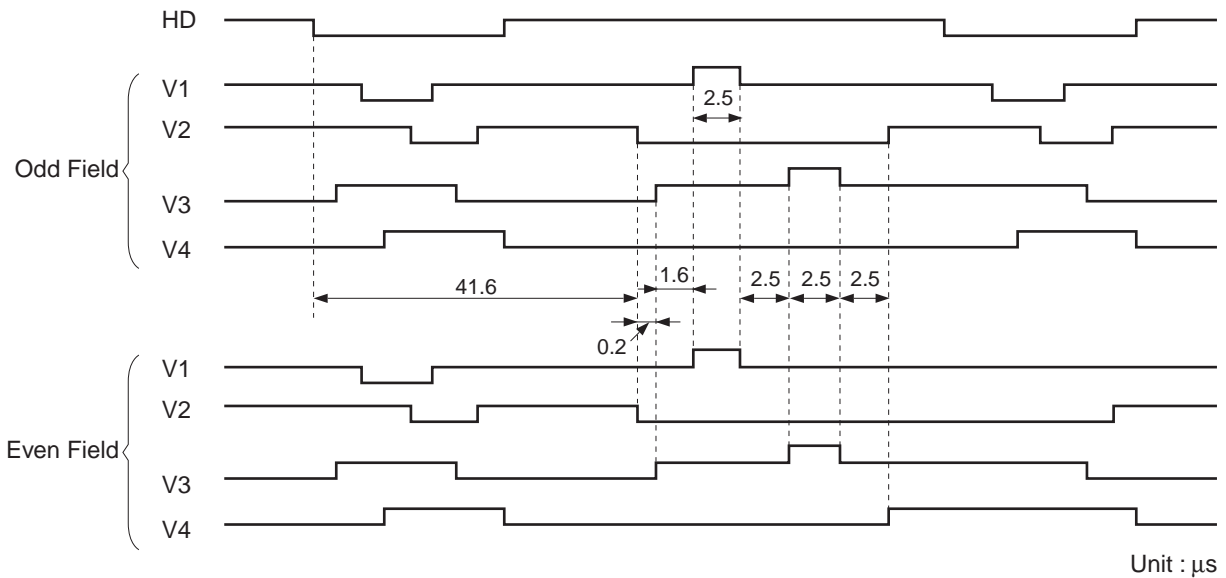 HD
V1
2.5
V2
Odd Field
V3
V4
1.6
41.6
2.5 2.5 2.5
0.2
V1
V2
Even Field
V3
V4
Unit : μs